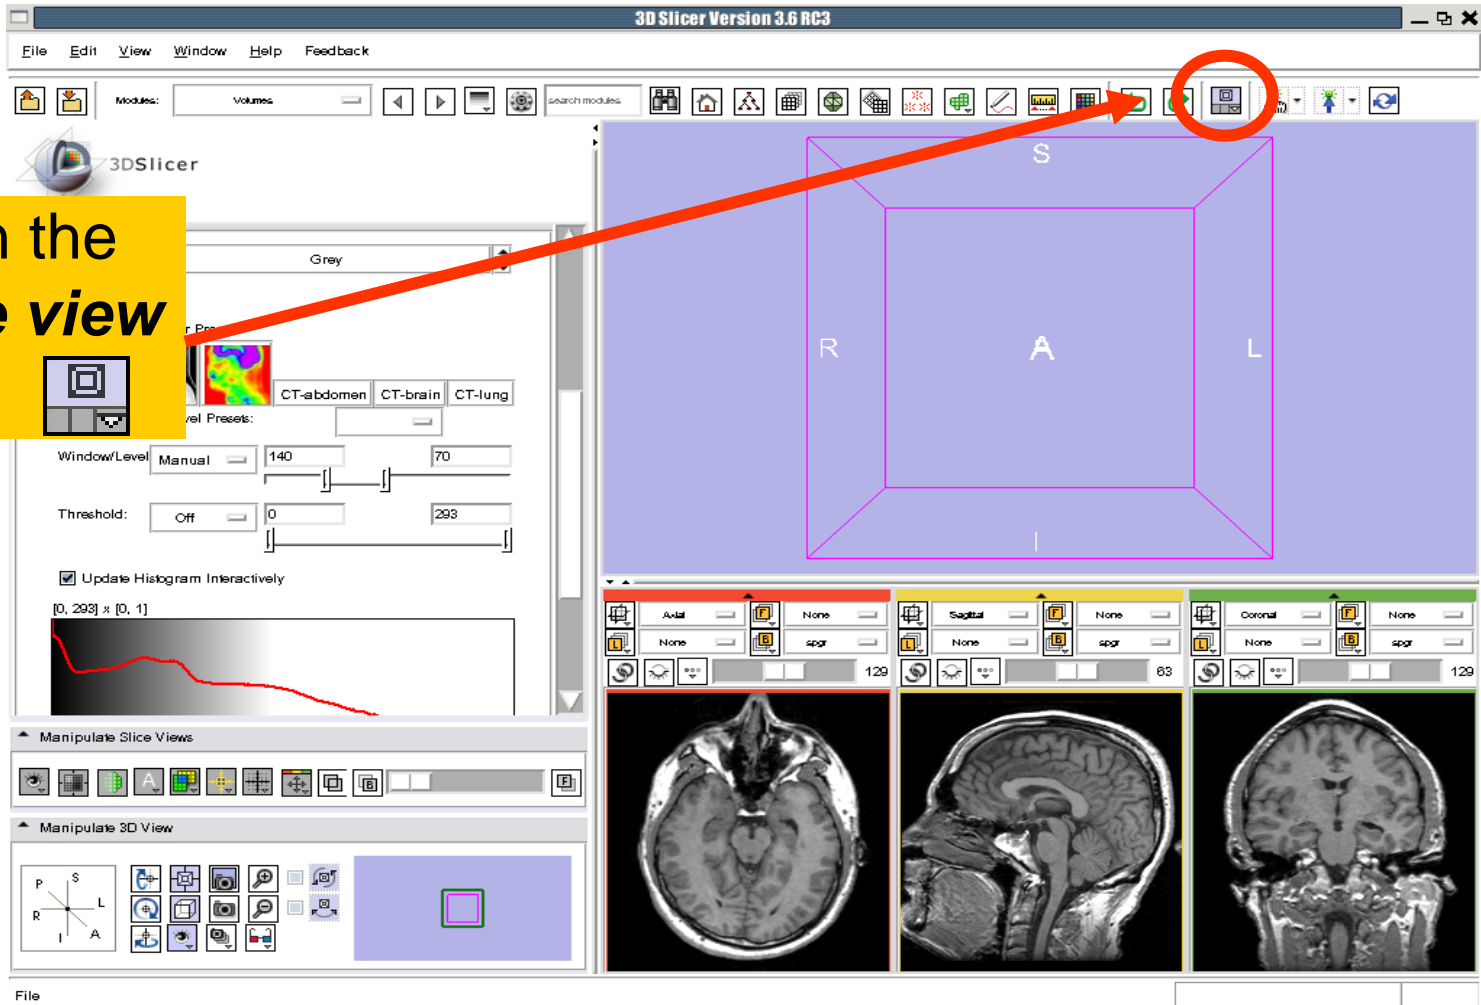 3D Slicer Version 3.6 RC3
File Edit View Window Help Feedback
Modules: Volumes search modules
3DSlicer
n the
e view
Grey
CT-abdomen CT-brain CT-lung
vel Presets:
Window/Level Manual 140 70
Threshold: Off 0 293
Update Histogram Interactively
[0, 293] x [0, 1]
Manipulate Slice Views
A B F
Manipulate 3D View
P S
R L
I A
S
R A L
I
Axial F None
L None B spgr
129
Sagittal F None
L None B spgr
63
Coronal F None
L None B spgr
129
File